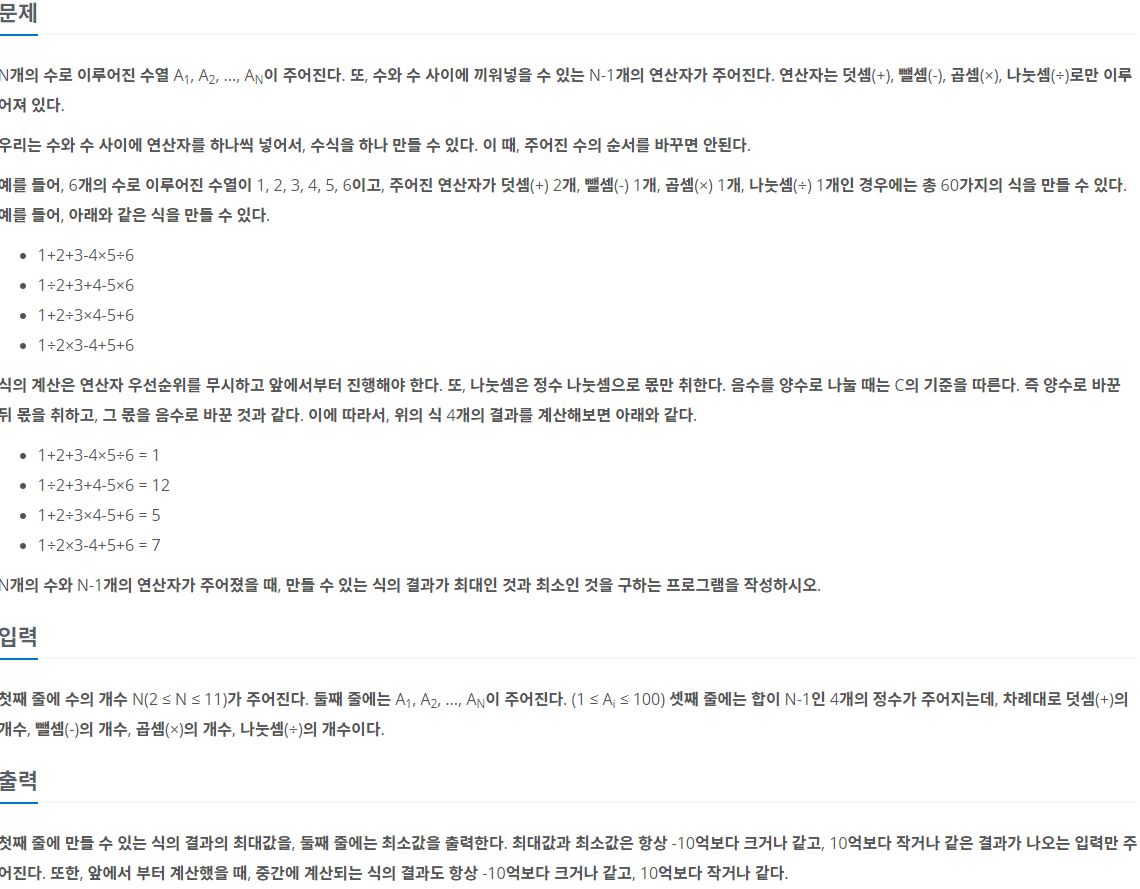 문제
N개의 수로 이루어진 수열 A1, A2, ..., AN이 주어진다. 또, 수와 수 사이에 끼워넣을 수 있는 N-1개의 연산자가 주어진다. 연산자는 덧셈(+), 뺄셈(-), 곱셈(×), 나눗셈(÷)로만 이루
어져 있다.
우리는 수와 수 사이에 연산자를 하나씩 넣어서, 수식을 하나 만들 수 있다. 이 때, 주어진 수의 순서를 바꾸면 안된다.
예를 들어, 6개의 수로 이루어진 수열이 1, 2, 3, 4, 5, 6이고, 주어진 연산자가 덧셈(+) 2개, 뺄셈(-) 1개, 곱셈(×) 1개, 나눗셈(÷) 1개인 경우에는 총 60가지의 식을 만들 수 있다.
예를 들어, 아래와 같은 식을 만들 수 있다.
• 1+2+3-4×5÷6
• 1÷2+3+4-5×6
• 1+2÷3×4-5+6
• 1÷2×3-4+5+6
식의 계산은 연산자 우선순위를 무시하고 앞에서부터 진행해야 한다. 또, 나눗셈은 정수 나눗셈으로 몫만 취한다. 음수를 양수로 나눌 때는 C의 기준을 따른다. 즉 양수로 바꾼
뒤 몫을 취하고, 그 몫을 음수로 바꾼 것과 같다. 이에 따라서, 위의 식 4개의 결과를 계산해보면 아래와 같다.
• 1+2+3-4×5÷6 = 1
• 1÷2+3+4-5×6 = 12
• 1+2÷3×4-5+6 = 5
• 1÷2×3-4+5+6 = 7
N개의 수와 N-1개의 연산자가 주어졌을 때, 만들 수 있는 식의 결과가 최대인 것과 최소인 것을 구하는 프로그램을 작성하시오.
입력
첫째 줄에 수의 개수 N(2 ≤ N ≤ 11)가 주어진다. 둘째 줄에는 A1, A2, ..., AN이 주어진다. (1 ≤ Ai ≤ 100) 셋째 줄에는 합이 N-1인 4개의 정수가 주어지는데, 차례대로 덧셈(+)의
개수, 뺄셈(-)의 개수, 곱셈(×)의 개수, 나눗셈(÷)의 개수이다.
출력
첫째 줄에 만들 수 있는 식의 결과의 최대값을, 둘째 줄에는 최소값을 출력한다. 최대값과 최소값은 항상 -10억보다 크거나 같고, 10억보다 작거나 같은 결과가 나오는 입력만 주
어진다. 또한, 앞에서 부터 계산했을 때, 중간에 계산되는 식의 결과도 항상 -10억보다 크거나 같고, 10억보다 작거나 같다.